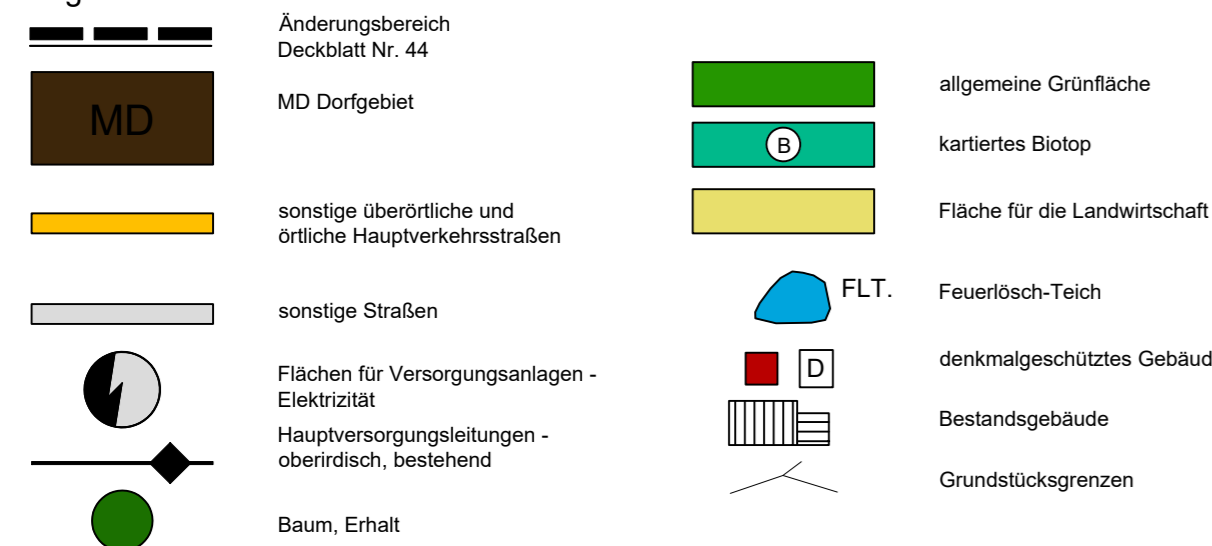 Änderungsbereich
Deckblatt Nr. 44
MD
MD Dorfgebiet
sonstige überörtliche und
örtliche Hauptverkehrsstraßen
sonstige Straßen
Flächen für Versorgungsanlagen -
Elektrizität
Hauptversorgungsleitungen -
oberirdisch, bestehend
Baum, Erhalt
allgemeine Grünfläche
B
kartiertes Biotop
Fläche für die Landwirtschaft
FLT.
Feuerlösch-Teich
D
denkmalgeschütztes Gebäud
Bestandsgebäude
Grundstücksgrenzen